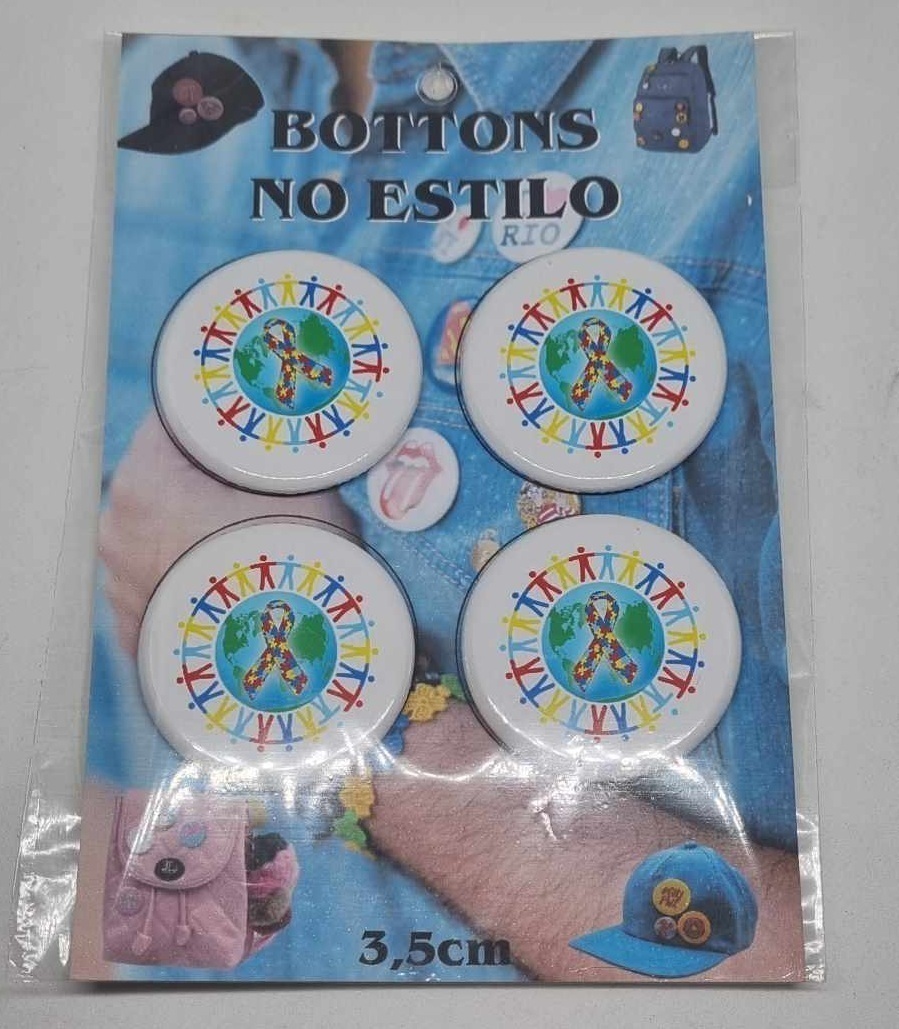 BOTTONS
NO ESTILO
RIO
3,5cm